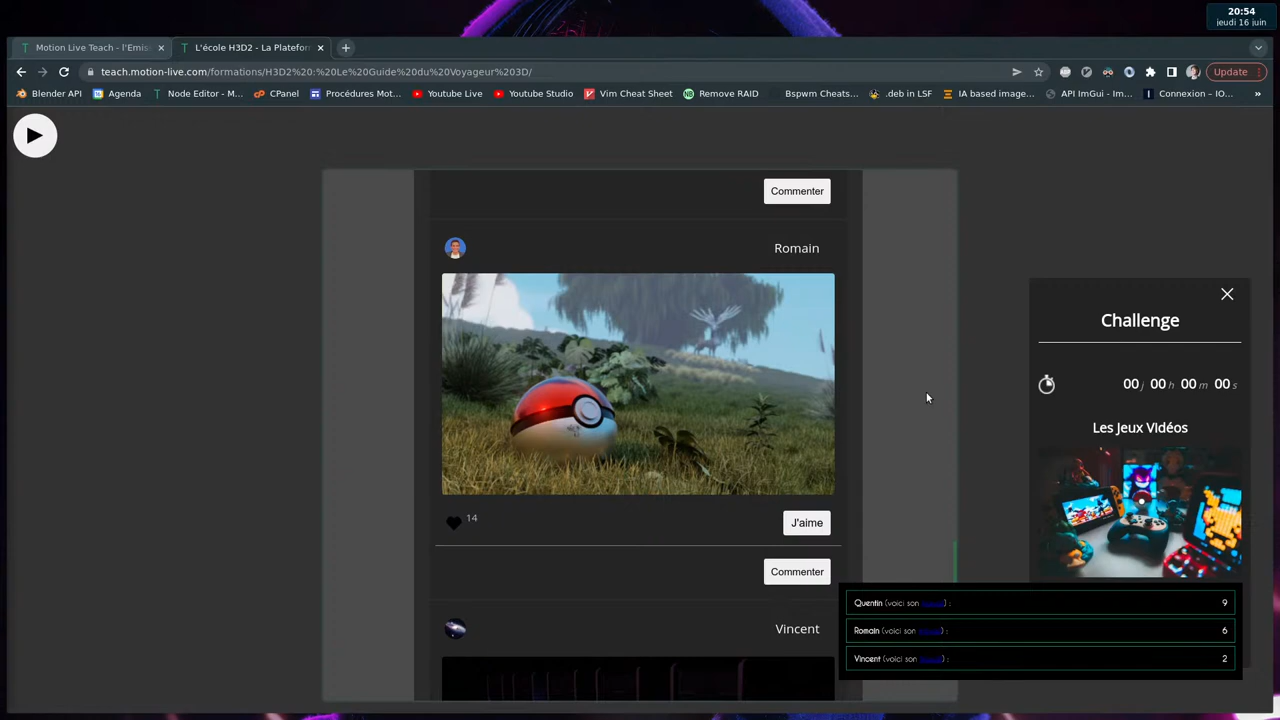 20:54
jeudi 16 juin
Motion Live Teach - l'Émis
L'école H3D2 - La Platefor
teach.motion-live.com/formations/H3D2%20:%20Le%20Guide%20du%20Voyageur%203D/
Update
Blender API
Agenda
Node Editor - M...
CPanel
Procédures Mot...
Youtube Live
Youtube Studio
Vim Cheat Sheet
Remove RAID
Bspwm Cheats...
.deb in LSF
IA based image...
API ImGui - Im...
Connexion – IO...
»
Commenter
Romain
14
J'aime
Commenter
Vincent
Challenge
00 j 00 h 00 m 00 s
Les Jeux Vidéos
Quentin (voici son ) : 9
Romain (voici son ) : 6
Vincent (voici son ) : 2